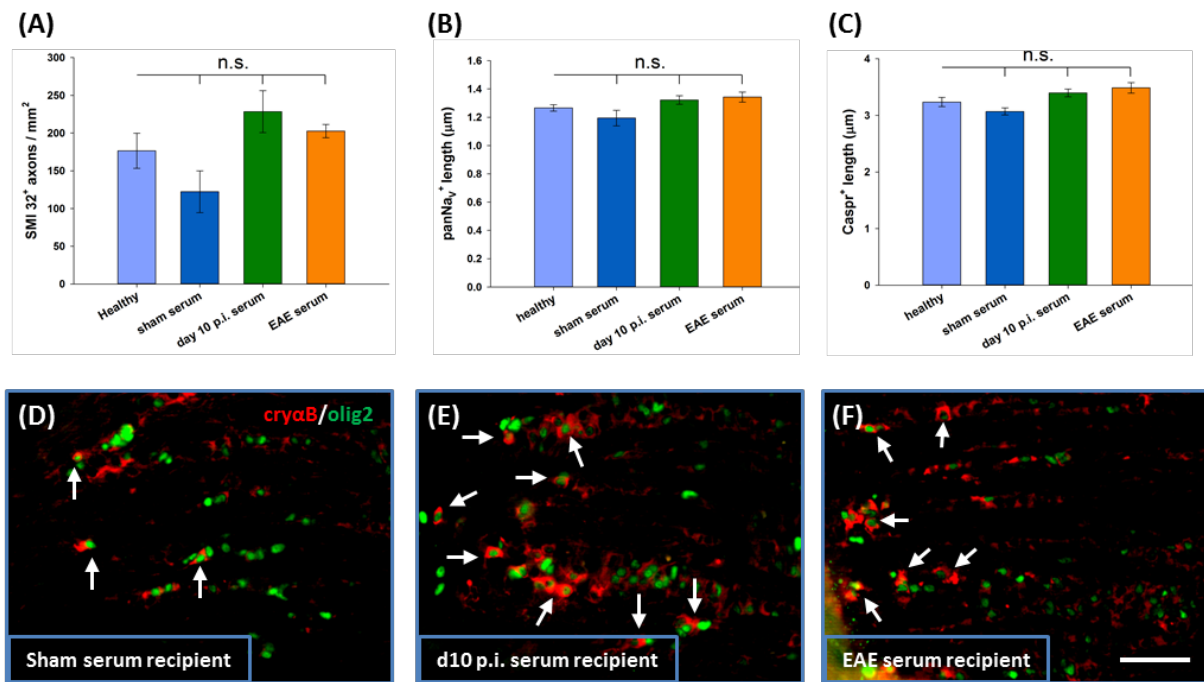 (A)
n.s.
SMI 32⁺ axons / mm²
300
250
200
150
100
50
0
Healthy
sham serum
day 10 p.i. serum
EAE serum
(B)
n.s.
panNaᵥ⁺ length (μm)
1.6
1.4
1.2
1.0
0.8
0.6
0.4
0.2
0.0
healthy
sham serum
day 10 p.i. serum
EAE serum
(C)
n.s.
Caspr⁺ length (μm)
4
3
2
1
0
healthy
sham serum
day 10 p.i. serum
EAE serum
(D)
cryαB/olig2
Sham serum recipient
(E)
d10 p.i. serum recipient
(F)
EAE serum recipient